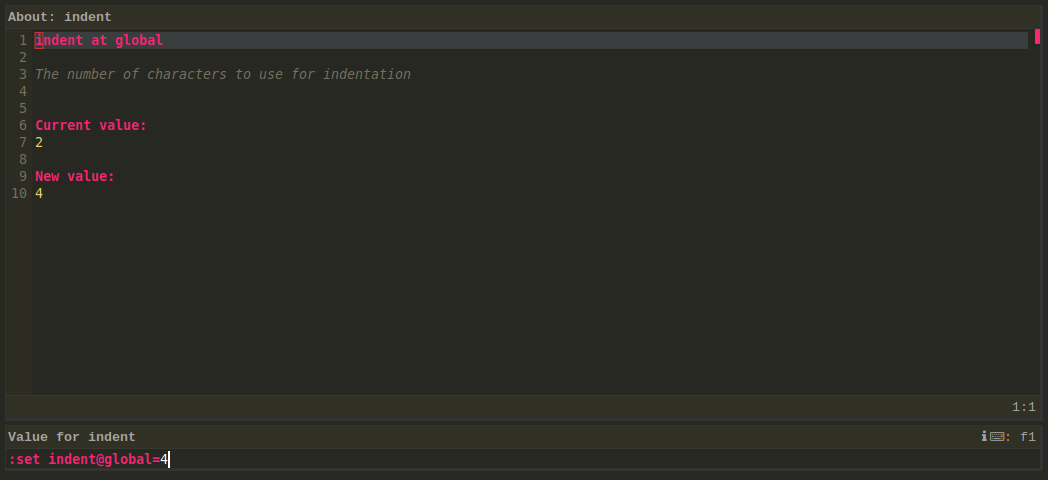 About: indent
1 indent at global
2
3 The number of characters to use for indentation
4
5
6 Current value:
7 2
8
9 New value:
10 4
1:1
Value for indent ℹ⌨: f1
:set indent@global=4